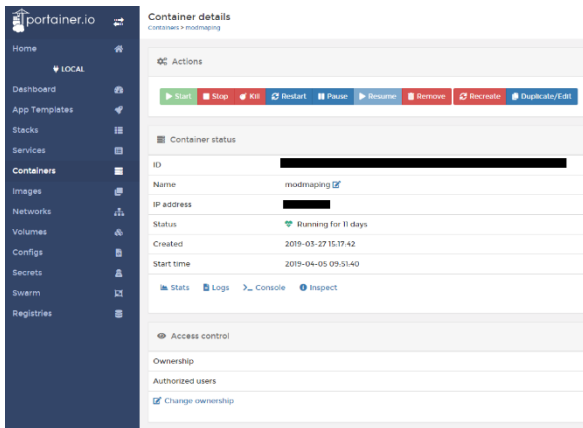 portainer.io
Home
LOCAL
Dashboard
App Templates
Stacks
Services
Containers
Images
Networks
Volumes
Configs
Secrets
Swarm
Registries
Container details
Containers > modmaping
Actions
Start Stop Kill Restart Pause Resume Remove Recreate Duplicate/Edit
Container status
ID
Name modmaping
IP address
Status Running for 11 days
Created 2019-03-27 15:17:42
Start time 2019-04-05 09:51:40
Stats Logs >_ Console Inspect
Access control
Ownership
Authorized users
Change ownership